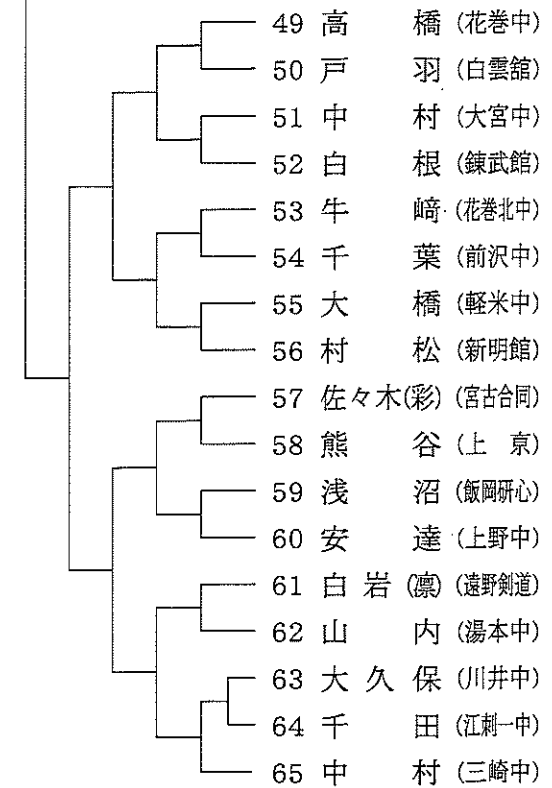 49 高橋 (花巻中)
50 戸羽 (白雲舘)
51 中村 (大宮中)
52 白根 (錬武館)
53 牛﨑 (花巻北中)
54 千葉 (前沢中)
55 大橋 (軽米中)
56 村松 (新明館)
57 佐々木(彩) (宮古合同)
58 熊谷 (上京)
59 浅沼 (飯岡研心)
60 安達 (上野中)
61 白岩(凛) (遠野剣道)
62 山内 (湯本中)
63 大久保 (川井中)
64 千田 (江刺一中)
65 中村 (三崎中)